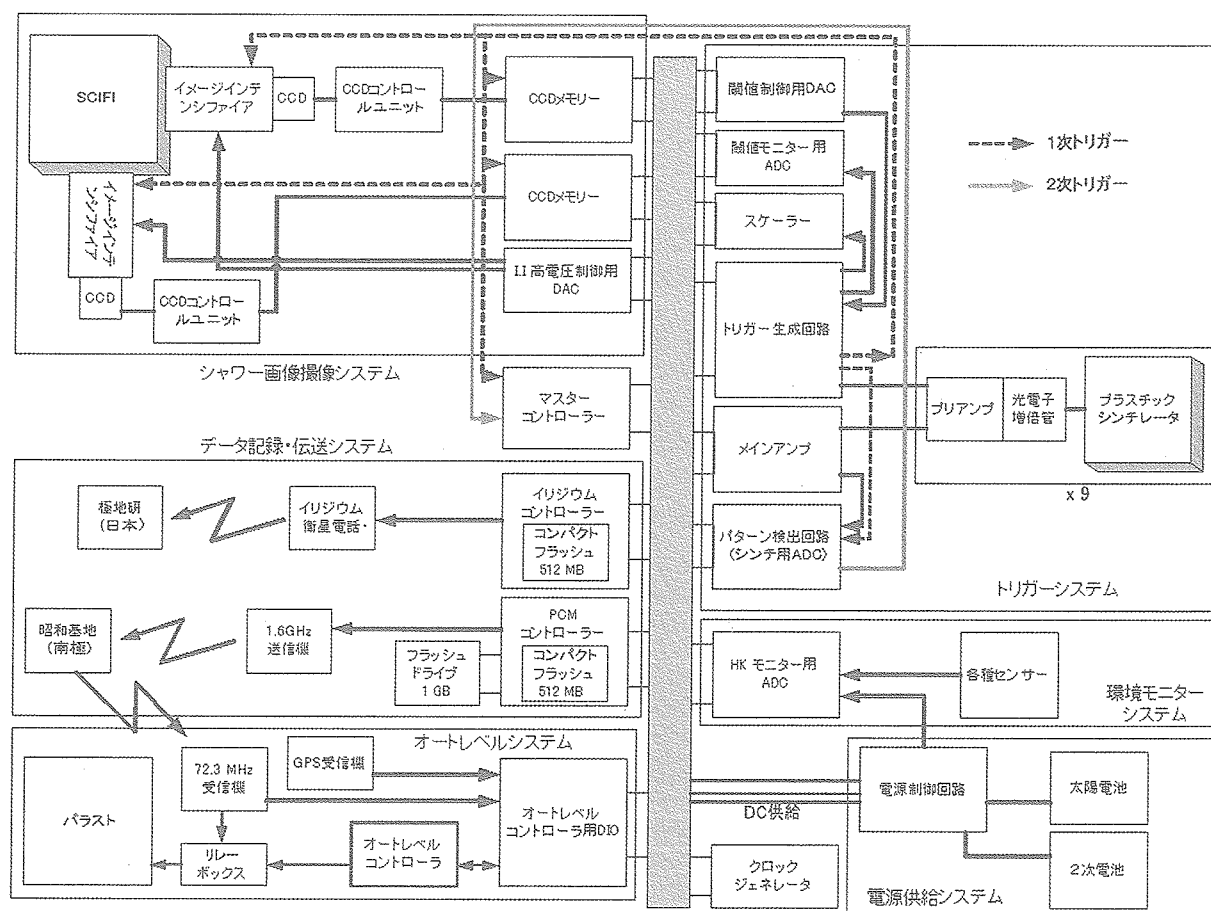 SCIFI
イメージインテ
ンシファイア
CCD
CCDコントロー
ルユニット
CCDメモリー
CCDメモリー
イメージインテ
ンシファイア
CCD
CCDコントロー
ルユニット
I.I 高電圧制御用
DAC
シャワー画像撮像システム
マスター
コントローラー
閾値制御用DAC
閾値モニター用
ADC
スケーラー
トリガー生成回路
メインアンプ
パターン検出回路
(シンチ用ADC)
1次トリガー
2次トリガー
プリアンプ
光電子
増倍管
プラスチック
シンチレータ
x 9
トリガーシステム
データ記録・伝送システム
極地研
(日本)
イリジウム
衛星電話・
イリジウム
コントローラー
コンパクト
フラッシュ
512 MB
昭和基地
(南極)
1.6GHz
送信機
フラッシュ
ドライブ
1 GB
PCM
コントローラー
コンパクト
フラッシュ
512 MB
HK モニター用
ADC
各種センサー
環境モニター
システム
オートレベルシステム
バラスト
72.3 MHz
受信機
GPS受信機
リレー
ボックス
オートレベル
コントローラ
オートレベル
コントローラ用DIO
DC供給
クロック
ジェネレータ
電源制御回路
太陽電池
2次電池
電源供給システム